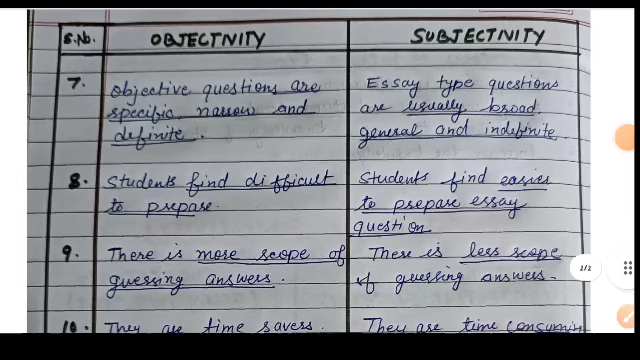 S.No. OBJECTIVITY SUBJECTIVITY
7. Objective questions are Essay type questions
specific, narrow and are usually broad,
definite. general and indefinite.
8. Students find difficult Students find easier
to prepare. to prepare essay
question
9. There is more scope of There is less scope
guessing answers. of guessing answers.
2/2
10. They are time savers. They are time consumin